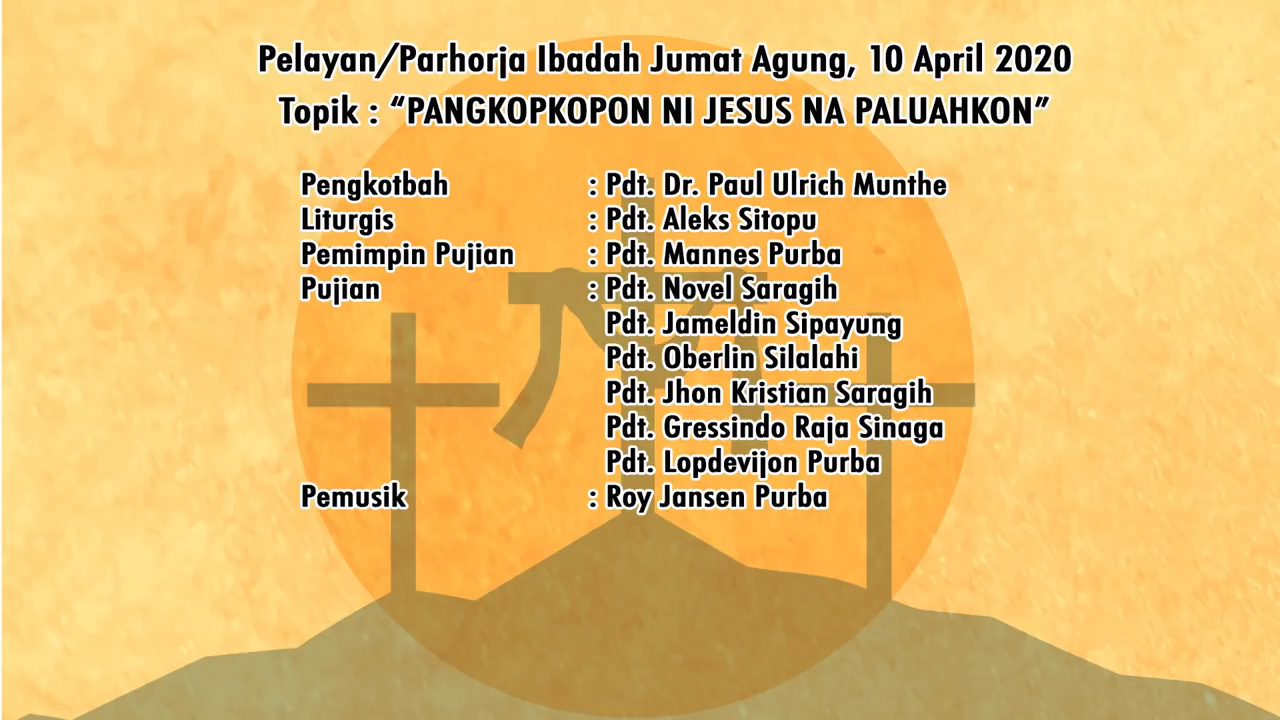 Pelayan/Parhorja Ibadah Jumat Agung, 10 April 2020
Topik : “PANGKOPKOPON NI JESUS NA PALUAHKON”
Pengkotbah : Pdt. Dr. Paul Ulrich Munthe
Liturgis : Pdt. Aleks Sitopu
Pemimpin Pujian : Pdt. Mannes Purba
Pujian : Pdt. Novel Saragih
Pdt. Jameldin Sipayung
Pdt. Oberlin Silalahi
Pdt. Jhon Kristian Saragih
Pdt. Gressindo Raja Sinaga
Pdt. Lopdevijon Purba
Pemusik : Roy Jansen Purba